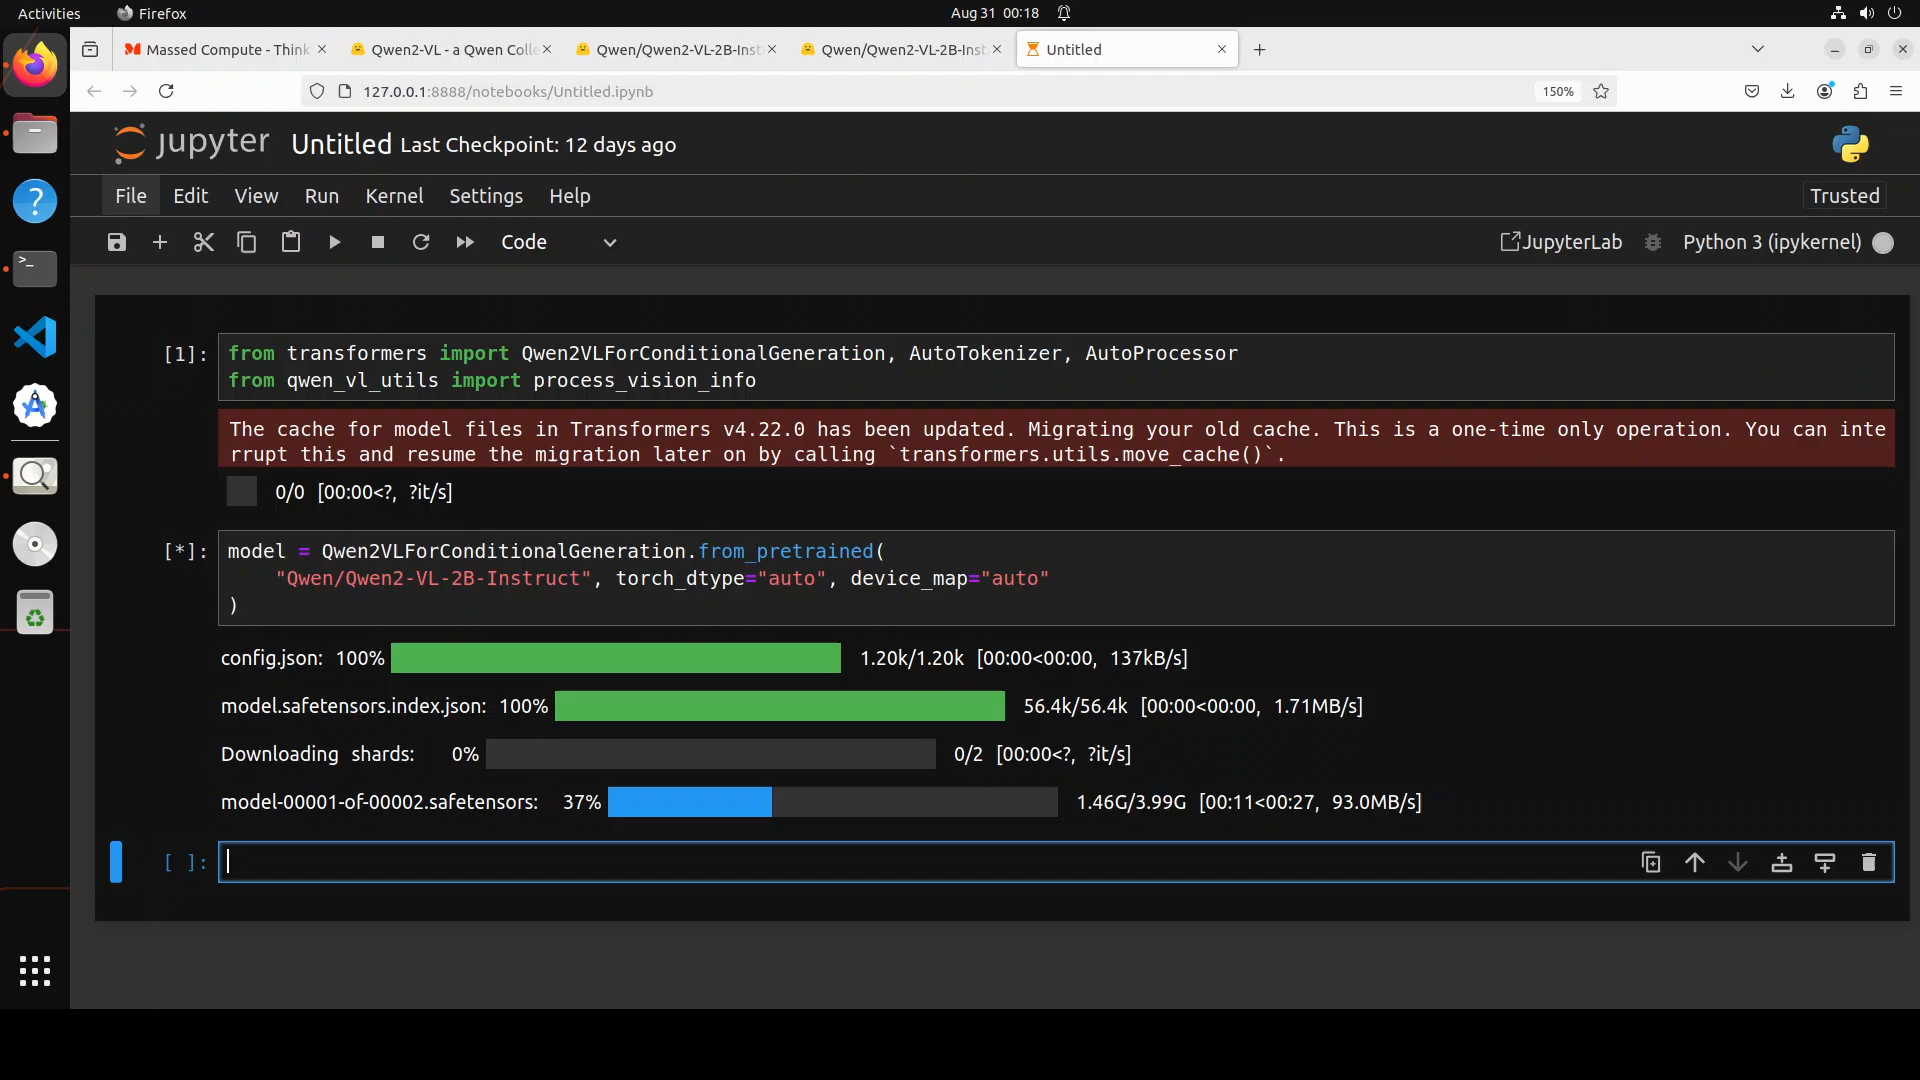 Activities Firefox Aug 31 00:18
Massed Compute - Think Qwen2-VL - a Qwen Colle Qwen/Qwen2-VL-2B-Inst Qwen/Qwen2-VL-2B-Inst Untitled
127.0.0.1:8888/notebooks/Untitled.ipynb 150%
jupyter Untitled Last Checkpoint: 12 days ago
File Edit View Run Kernel Settings Help Trusted
Code JupyterLab Python 3 (ipykernel)
[1]: from transformers import Qwen2VLForConditionalGeneration, AutoTokenizer, AutoProcessor
from qwen_vl_utils import process_vision_info
The cache for model files in Transformers v4.22.0 has been updated. Migrating your old cache. This is a one-time only operation. You can inte
rrupt this and resume the migration later on by calling `transformers.utils.move_cache()`.
0/0 [00:00<?, ?it/s]
[*]: model = Qwen2VLForConditionalGeneration.from_pretrained(
"Qwen/Qwen2-VL-2B-Instruct", torch_dtype="auto", device_map="auto"
)
config.json: 100% 1.20k/1.20k [00:00<00:00, 137kB/s]
model.safetensors.index.json: 100% 56.4k/56.4k [00:00<00:00, 1.71MB/s]
Downloading shards: 0% 0/2 [00:00<?, ?it/s]
model-00001-of-00002.safetensors: 37% 1.46G/3.99G [00:11<00:27, 93.0MB/s]
[ ]: